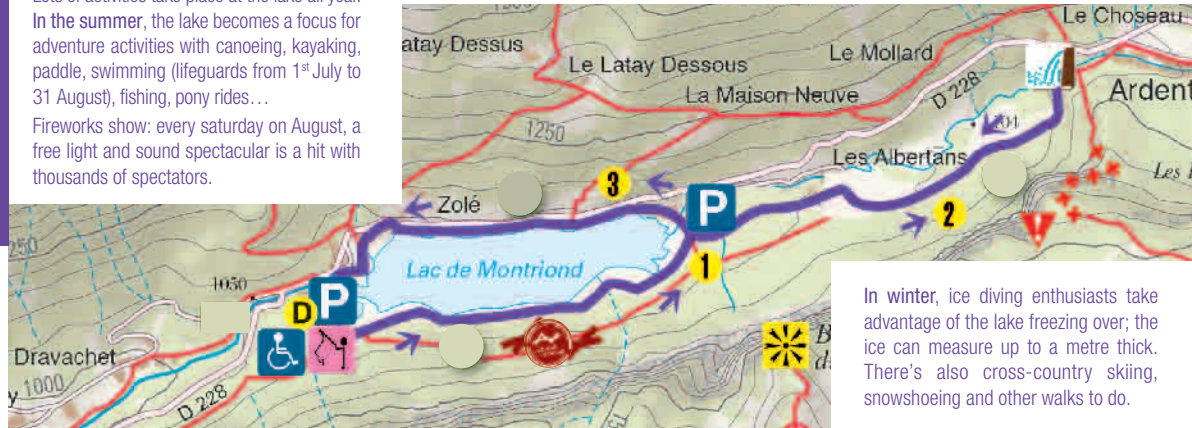 In the summer, the lake becomes a focus for
adventure activities with canoeing, kayaking,
paddle, swimming (lifeguards from 1st July to
31 August), fishing, pony rides…
Fireworks show: every saturday on August, a
free light and sound spectacular is a hit with
thousands of spectators.
Le Choseau
atay Dessus
Le Mollard
Le Latay Dessous
Ardent
La Maison Neuve
D 228
1250
Les Albertans
3
P
2
Zolé
Lac de Montriond
1
1050
P
D
Dravachet
1000
D 228
In winter, ice diving enthusiasts take
advantage of the lake freezing over; the
ice can measure up to a metre thick.
There's also cross-country skiing,
snowshoeing and other walks to do.